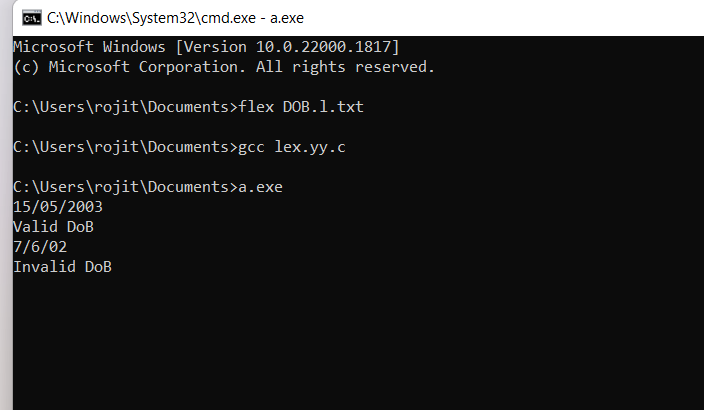 C:\Windows\System32\cmd.exe - a.exe
Microsoft Windows [Version 10.0.22000.1817]
(c) Microsoft Corporation. All rights reserved.
C:\Users\rojit\Documents>flex DOB.l.txt
C:\Users\rojit\Documents>gcc lex.yy.c
C:\Users\rojit\Documents>a.exe
15/05/2003
Valid DoB
7/6/02
Invalid DoB